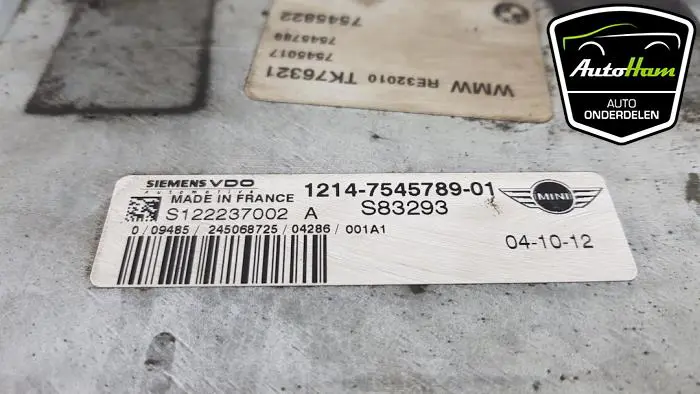 7545822
7545789
7545017
WMW RE32010 TK76321
AutoHam
AUTO
ONDERDELEN
SIEMENS VDO
Automotive
MADE IN FRANCE
1214-7545789-01
S122237002 A
S83293
MINI
0 / 09485 / 245068725 / 04286 / 001A1
04-10-12